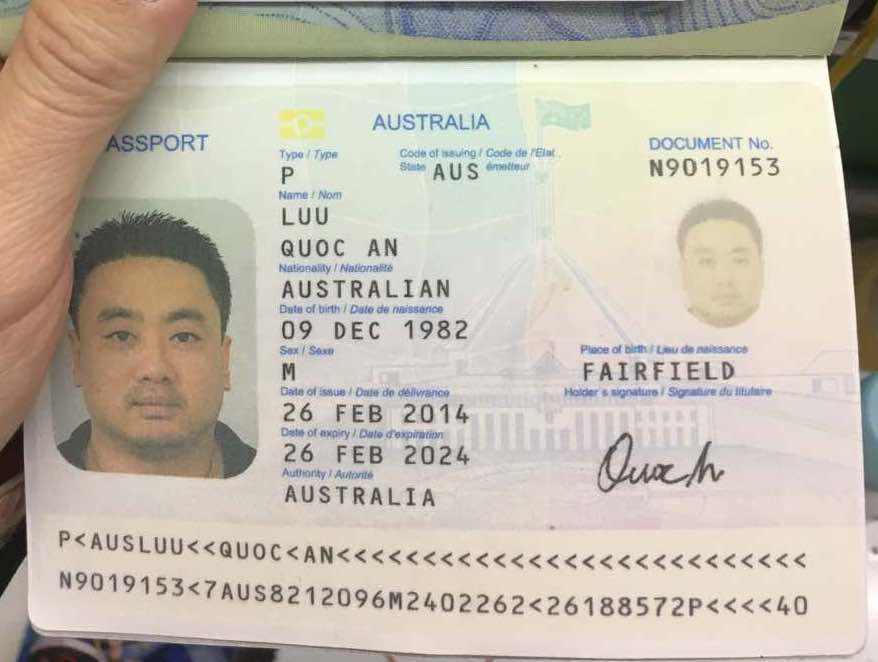 ASSPORT
AUSTRALIA
Type / Type
Code of issuing / Code de l'Etat
State AUS émetteur
DOCUMENT No.
P
N9019153
Name / Nom
LUU
QUOC AN
Nationality / Nationalité
AUSTRALIAN
Date of birth / Date de naissance
09 DEC 1982
Sex / Sexe
Place of birth / Lieu de naissance
M
FAIRFIELD
Date of issue / Date de délivrance
Holder's signature / Signature du titulaire
26 FEB 2014
Date of expiry / Date d'expiration
26 FEB 2024
Authority / Autorité
AUSTRALIA
P<AUSLUU<<QUOC<AN<<<<<<<<<<<<<<<<<<<<<<<<<<<
N9019153<7AUS8212096M2402262<26188572P<<<<40